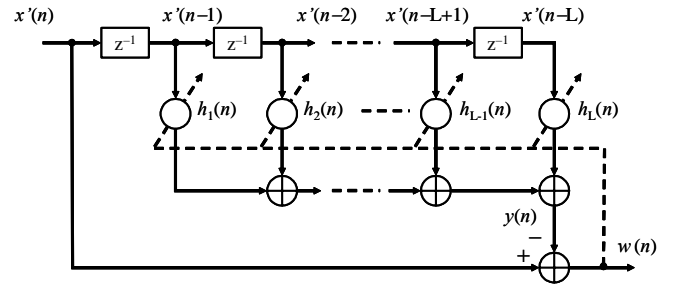 x’(n) x’(n−1) x’(n−2) x’(n−L+1) x’(n−L)
z⁻¹ z⁻¹ z⁻¹
h₁(n) h₂(n) h_{L-1}(n) h_L(n)
y(n)
−
+ w(n)